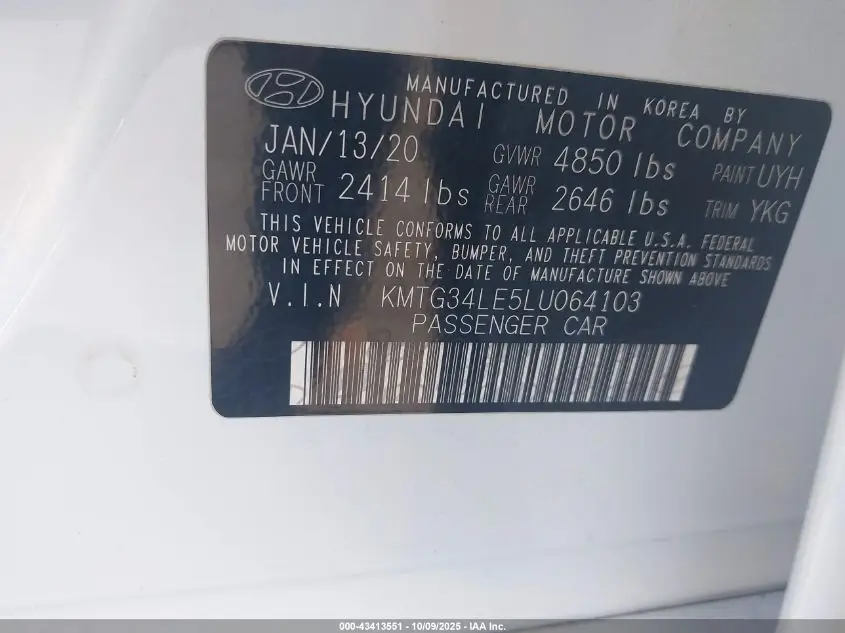 MANUFACTURED IN KOREA BY
HYUNDAI MOTOR COMPANY
JAN/13/20 GVWR 4850 lbs PAINT UYH
GAWR FRONT 2414 lbs GAWR REAR 2646 lbs TRIM YKG
THIS VEHICLE CONFORMS TO ALL APPLICABLE U.S.A. FEDERAL
MOTOR VEHICLE SAFETY, BUMPER, AND THEFT PREVENTION STANDARDS
IN EFFECT ON THE DATE OF MANUFACTURE SHOWN ABOVE
V.I.N KMTG34LE5LU064103
PASSENGER CAR
000-43413551 - 10/09/2025 - IAA Inc.